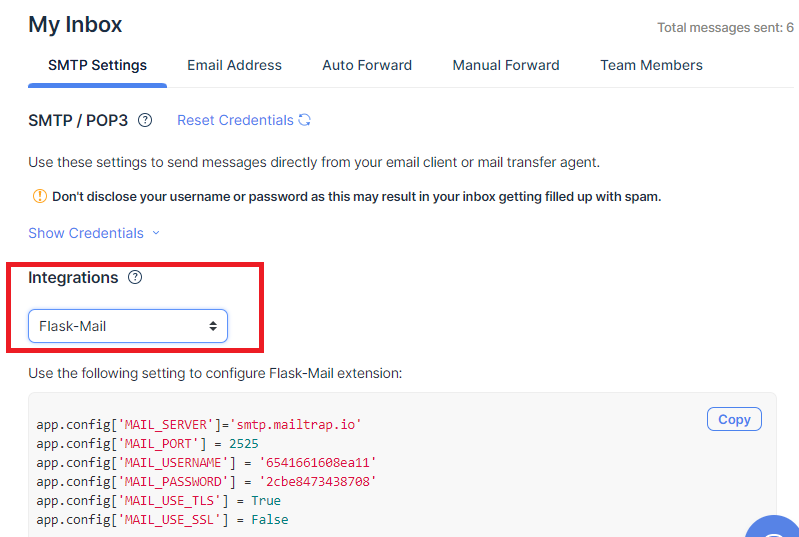 My Inbox
Total messages sent: 6
SMTP Settings Email Address Auto Forward Manual Forward Team Members
SMTP / POP3 ? Reset Credentials
Use these settings to send messages directly from your email client or mail transfer agent.
! Don't disclose your username or password as this may result in your inbox getting filled up with spam.
Show Credentials
Integrations ?
Flask-Mail
Use the following setting to configure Flask-Mail extension:
Copy
app.config['MAIL_SERVER']='smtp.mailtrap.io'
app.config['MAIL_PORT'] = 2525
app.config['MAIL_USERNAME'] = '6541661608ea11'
app.config['MAIL_PASSWORD'] = '2cbe8473438708'
app.config['MAIL_USE_TLS'] = True
app.config['MAIL_USE_SSL'] = False